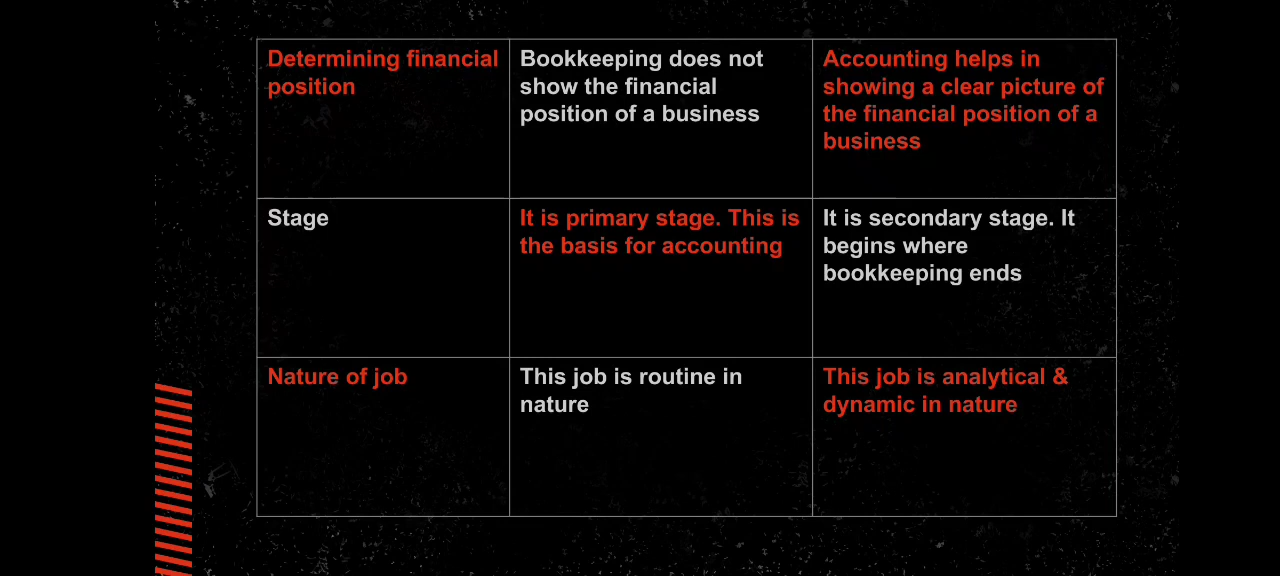 Determining financial
position
Bookkeeping does not
show the financial
position of a business
Accounting helps in
showing a clear picture of
the financial position of a
business
Stage
It is primary stage. This is
the basis for accounting
It is secondary stage. It
begins where
bookkeeping ends
Nature of job
This job is routine in
nature
This job is analytical &
dynamic in nature